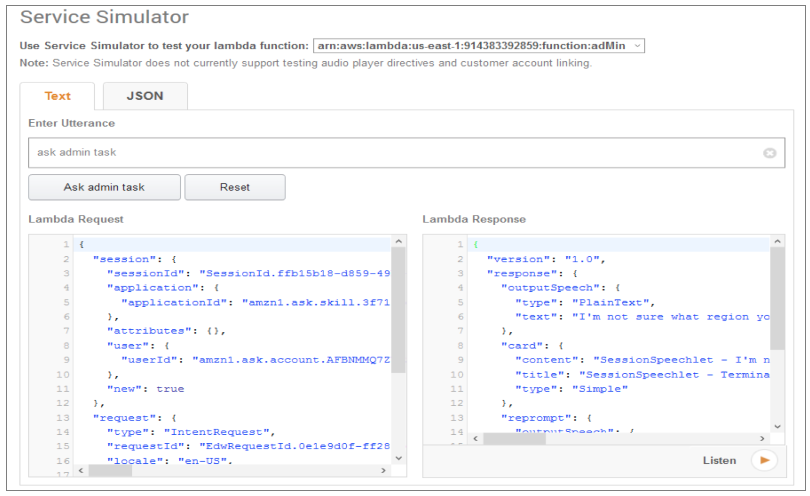 Service Simulator
Use Service Simulator to test your lambda function: arn:aws:lambda:us-east-1:914383392859:function:adMin
Note: Service Simulator does not currently support testing audio player directives and customer account linking.
Text
JSON
Enter Utterance
ask admin task
Ask admin task
Reset
Lambda Request
1 {
2 "session": {
3 "sessionId": "SessionId.ffb15b18-d859-49
4 "application": {
5 "applicationId": "amzn1.ask.skill.3f71
6 },
7 "attributes": {},
8 "user": {
9 "userId": "amzn1.ask.account.AFBNMMQ7Z
10 },
11 "new": true
12 },
13 "request": {
14 "type": "IntentRequest",
15 "requestId": "EdwRequestId.0e1e9d0f-ff28
16 "locale": "en-US",
17
Lambda Response
1 {
2 "version": "1.0",
3 "response": {
4 "outputSpeech": {
5 "type": "PlainText",
6 "text": "I'm not sure what region yo
7 },
8 "card": {
9 "content": "SessionSpeechlet - I'm n
10 "title": "SessionSpeechlet - Termina
11 "type": "Simple"
12 },
13 "reprompt": {
14 "outputSpeech": {
Listen